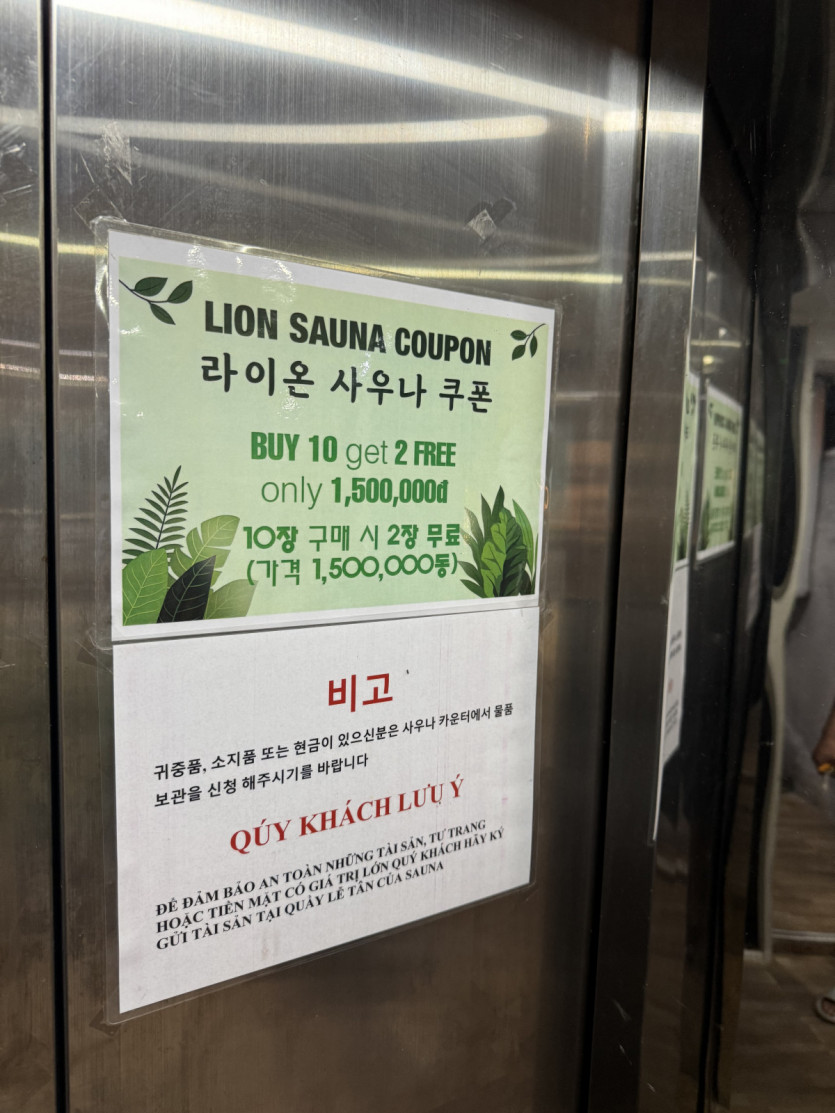 LION SAUNA COUPON
라이온 사우나 쿠폰
BUY 10 get 2 FREE
only 1,500,000đ
10장 구매 시 2장 무료
(가격 1,500,000동)
비고
귀중품, 소지품 또는 현금이 있으신분은 사우나 카운터에서 물품
보관을 신청 해주시기를 바랍니다
QÚY KHÁCH LƯU Ý
ĐỂ ĐẢM BẢO AN TOÀN NHỮNG TÀI SẢN, TƯ TRANG
HOẶC TIỀN MẶT CÓ GIÁ TRỊ LỚN QUÝ KHÁCH HÃY KÝ
GỬI TÀI SẢN TẠI QUẦY LỄ TÂN CỦA SAUNA